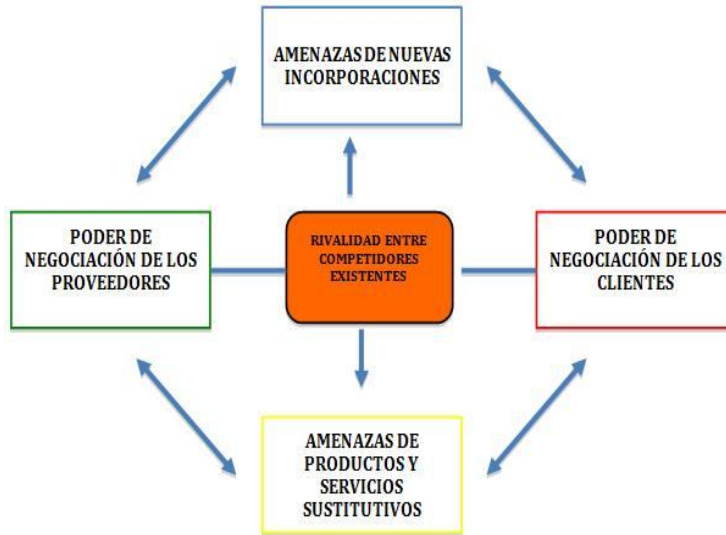 AMENAZAS DE NUEVAS
INCORPORACIONES
PODER DE
NEGOCIACIÓN DE LOS
PROVEEDORES
RIVALIDAD ENTRE
COMPETIDORES
EXISTENTES
PODER DE
NEGOCIACIÓN DE LOS
CLIENTES
AMENAZAS DE
PRODUCTOS Y
SERVICIOS
SUSTITUTIVOS